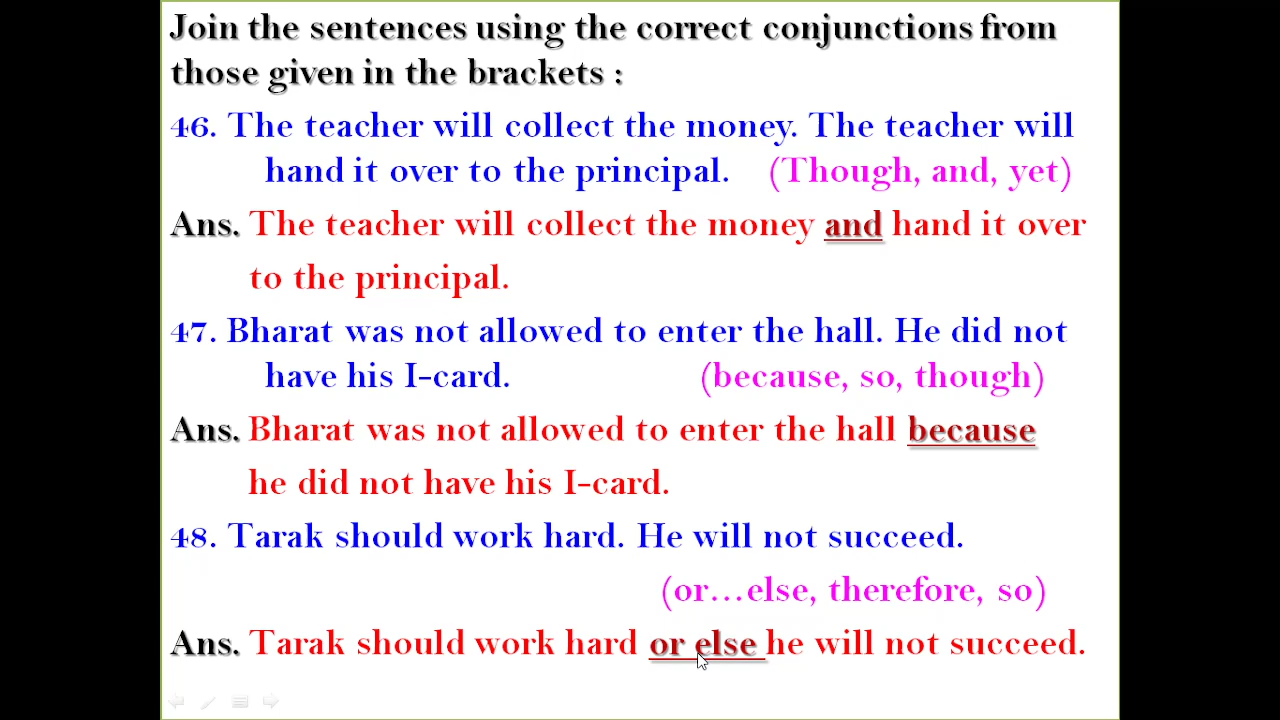 Join the sentences using the correct conjunctions from
those given in the brackets :
46. The teacher will collect the money. The teacher will
hand it over to the principal. (Though, and, yet)
Ans. The teacher will collect the money and hand it over
to the principal.
47. Bharat was not allowed to enter the hall. He did not
have his I-card. (because, so, though)
Ans. Bharat was not allowed to enter the hall because
he did not have his I-card.
48. Tarak should work hard. He will not succeed.
(or...else, therefore, so)
Ans. Tarak should work hard or else he will not succeed.